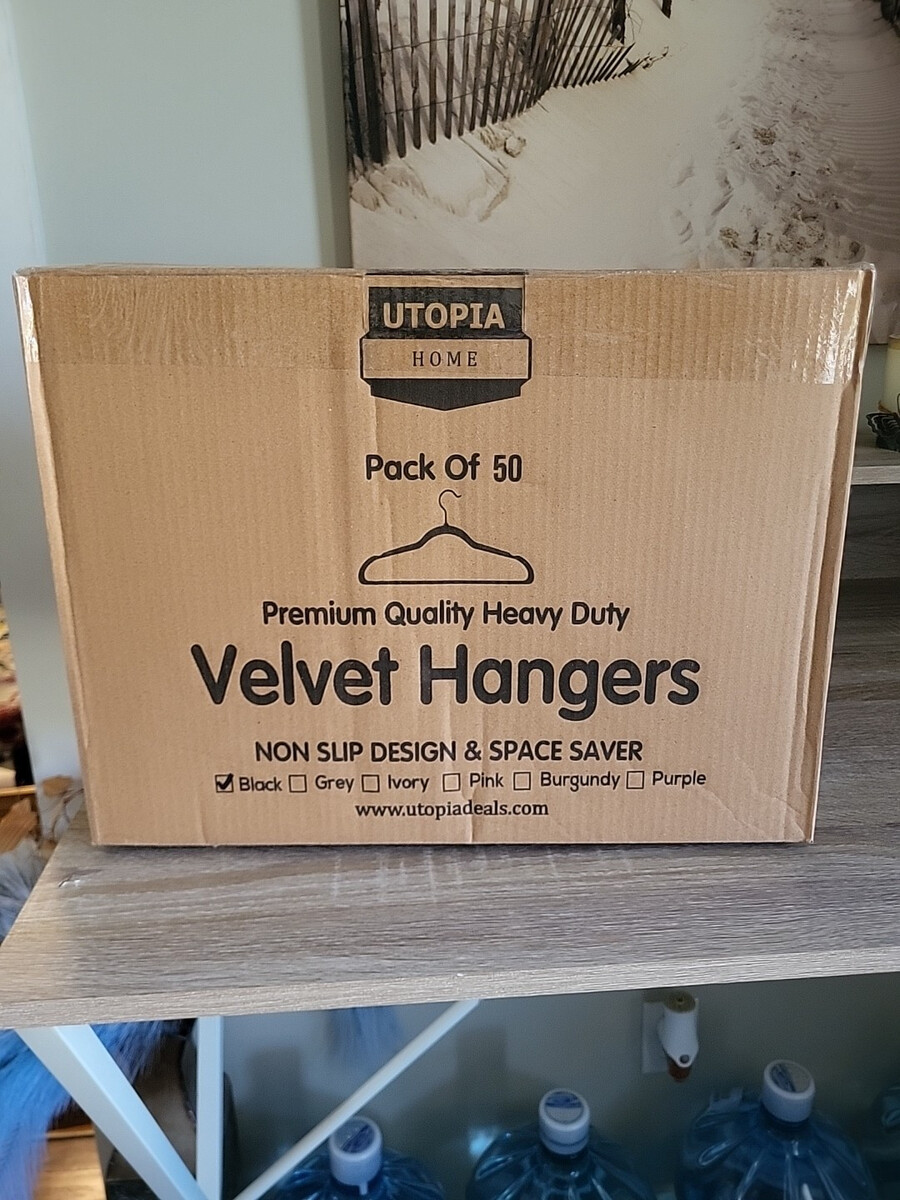 UTOPIA
HOME
Pack Of 50
Premium Quality Heavy Duty
Velvet Hangers
NON SLIP DESIGN & SPACE SAVER
Black Grey Ivory Pink Burgundy Purple
www.utopiadeals.com